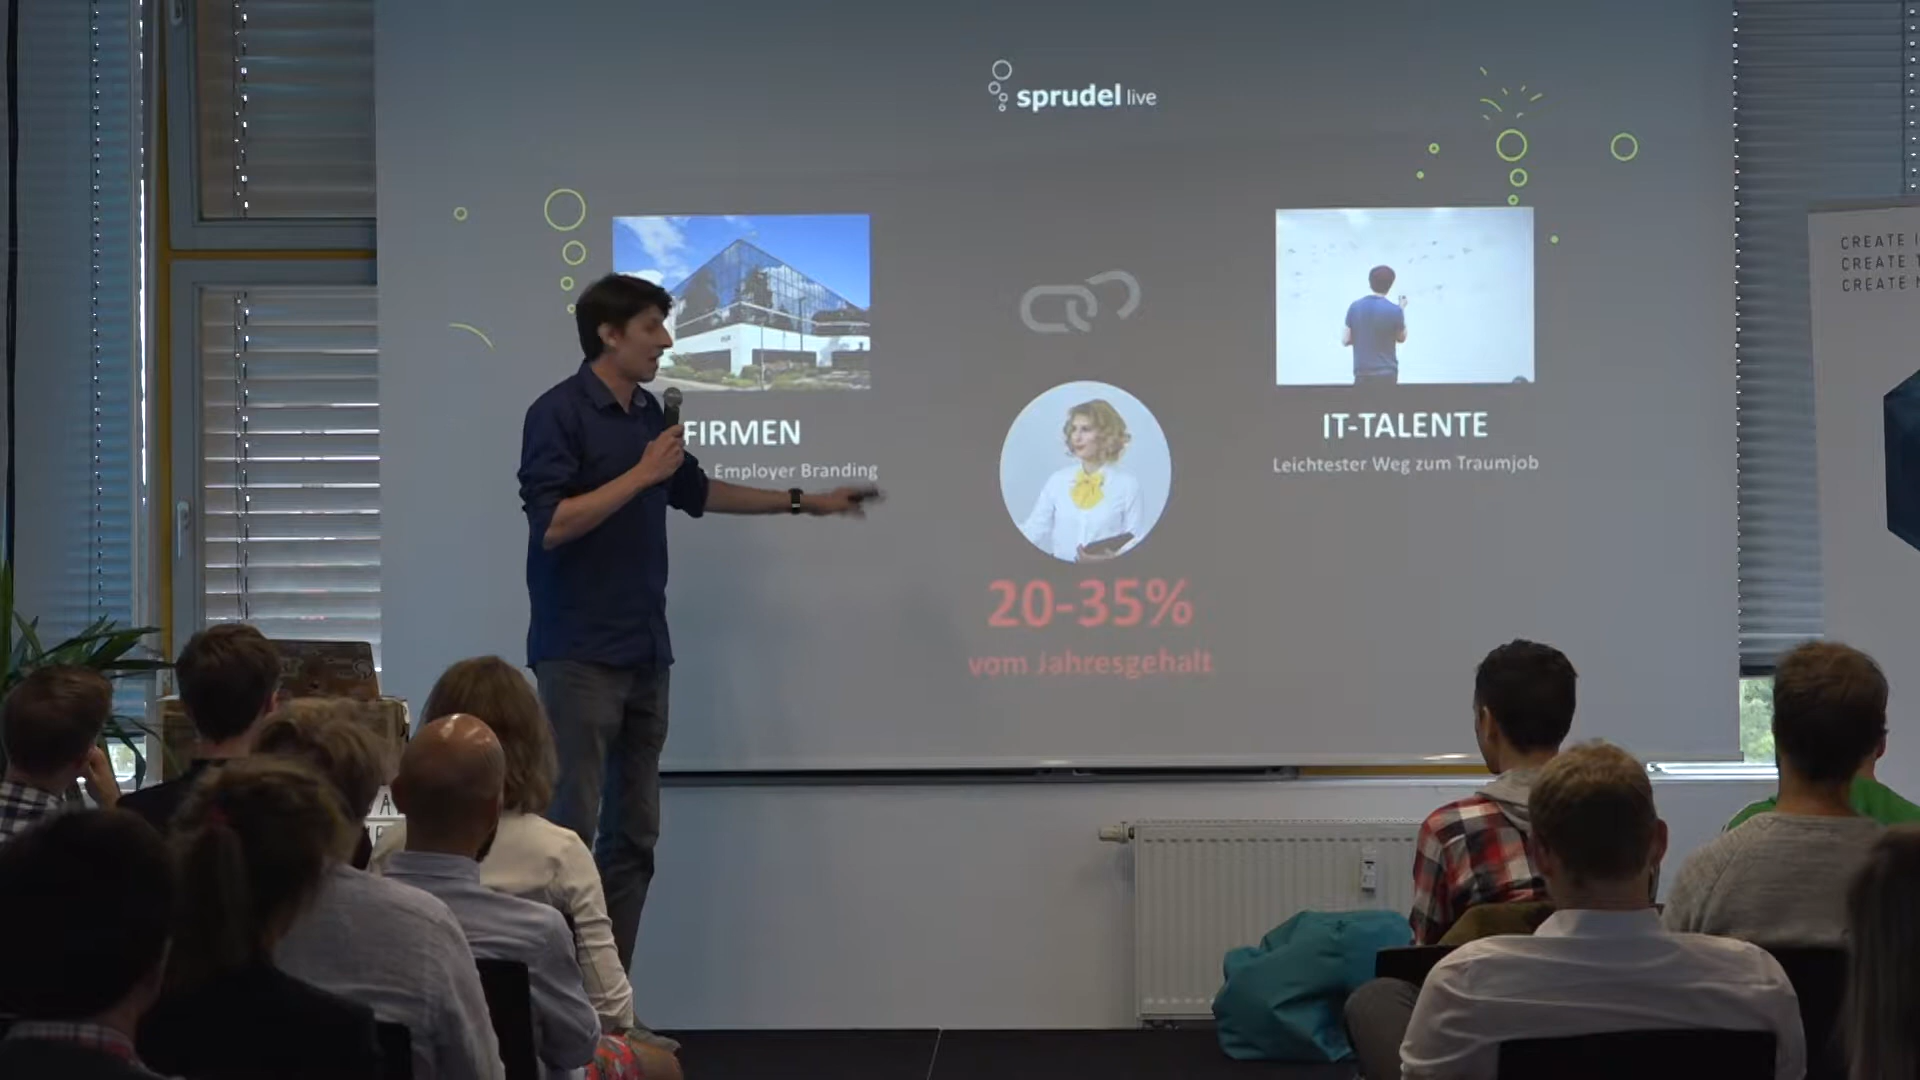 sprudel live
FIRMEN
Employer Branding
IT-TALENTE
Leichtester Weg zum Traumjob
20-35%
vom Jahresgehalt
CREATE
CREATE
CREATE